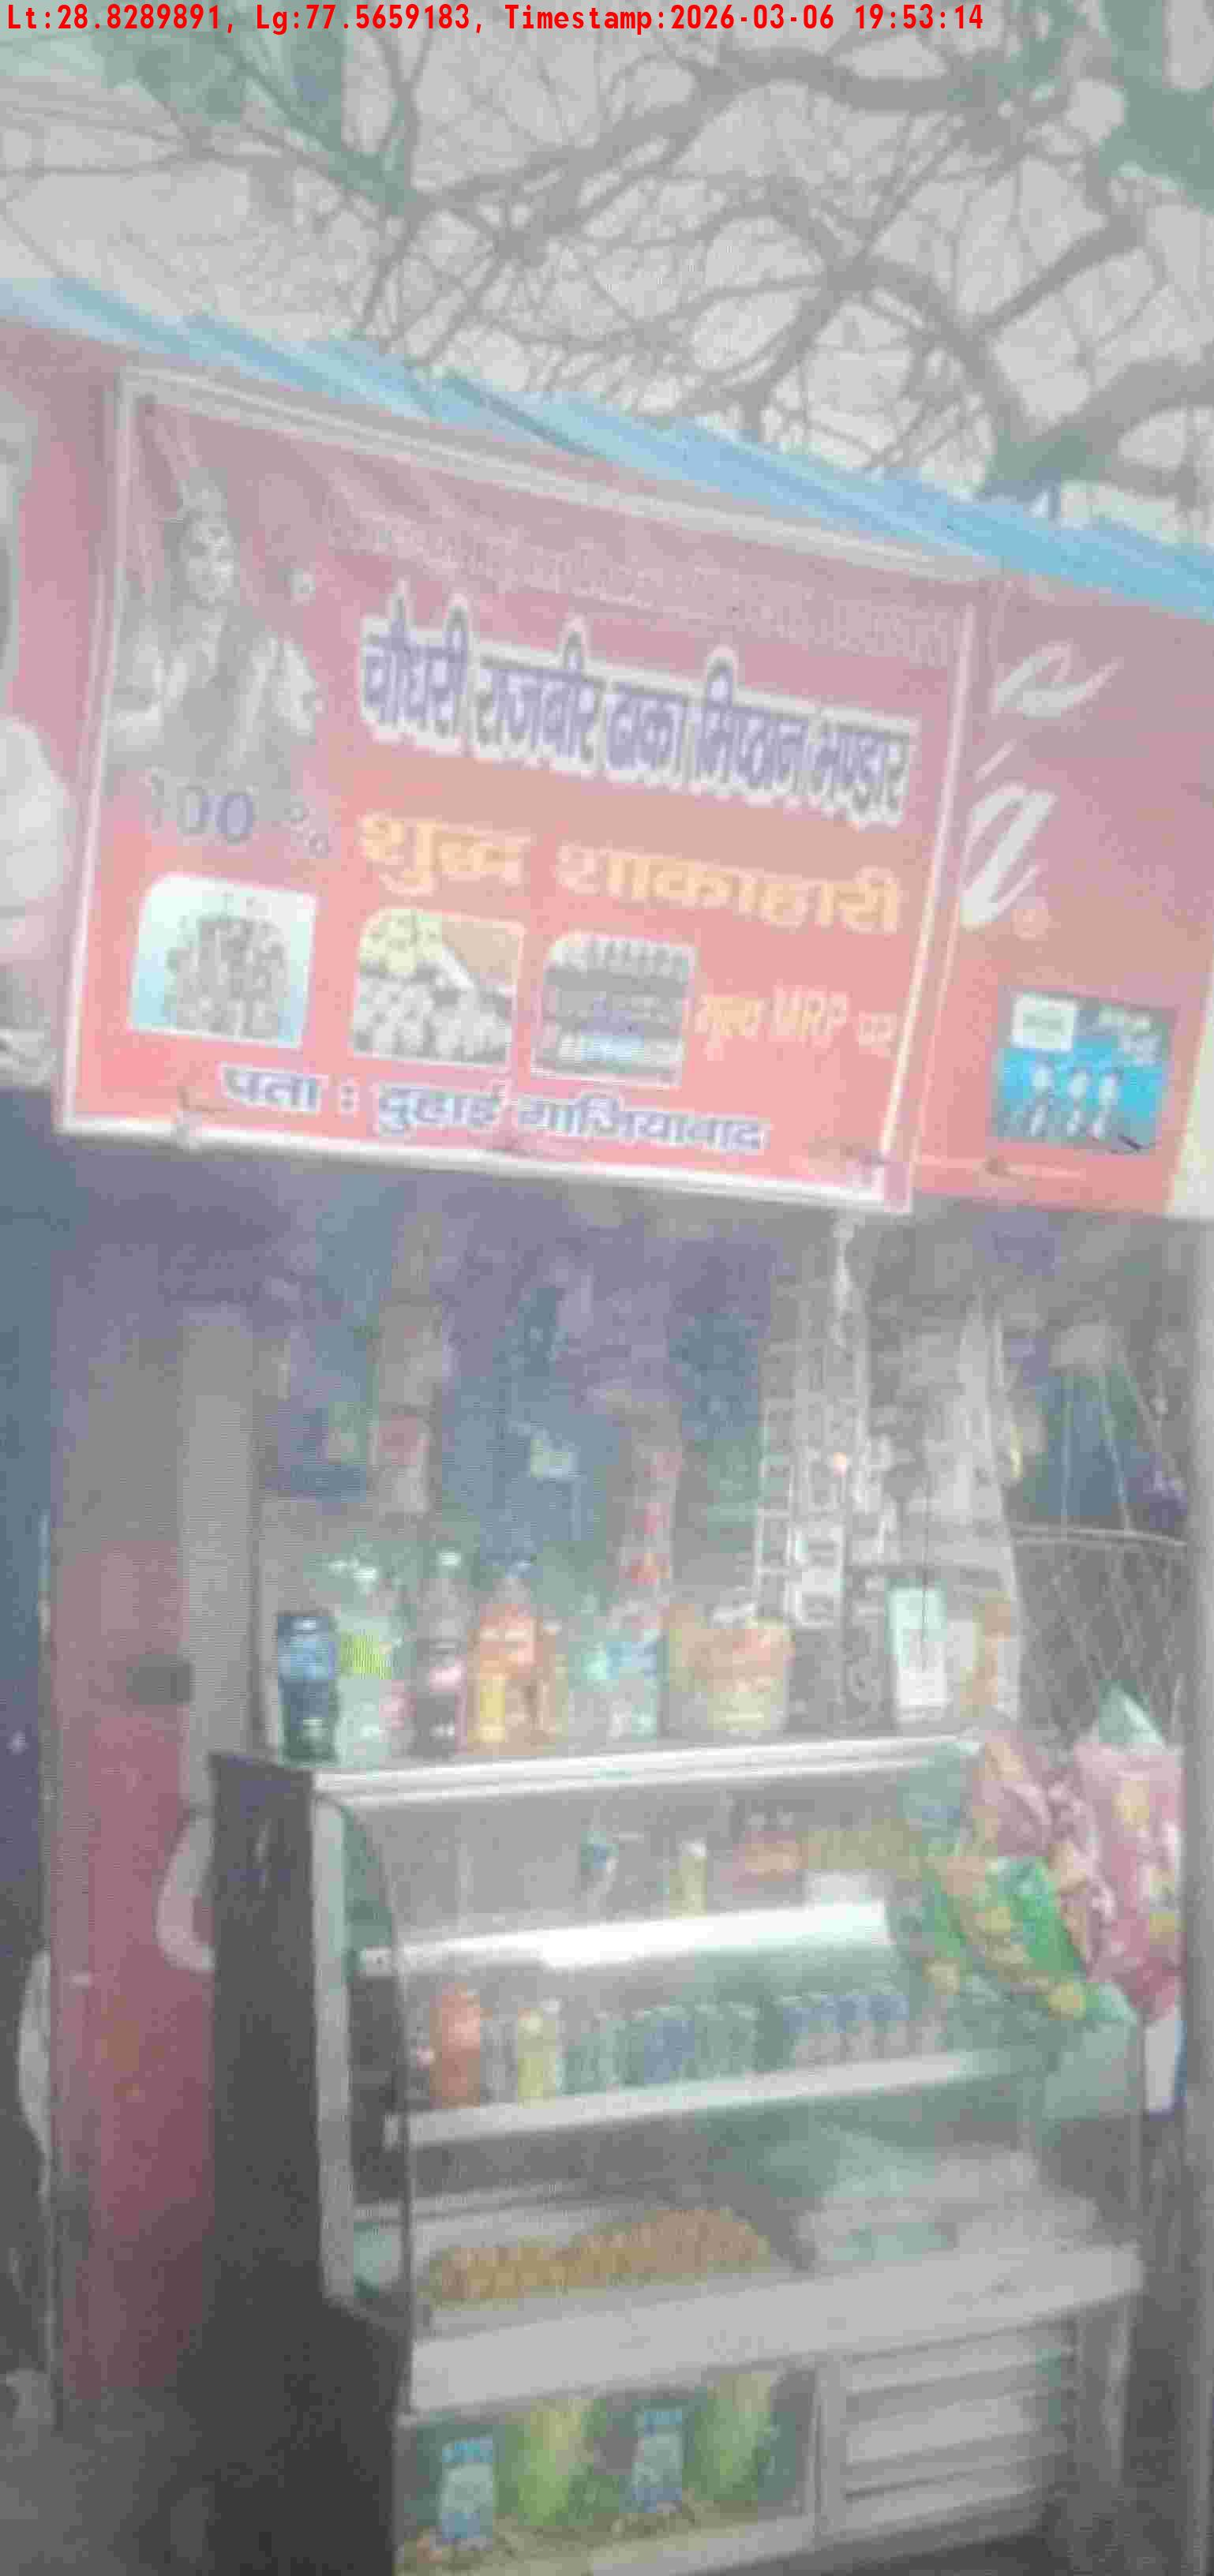 Lt:28.8289891, Lg:77.5659183, Timestamp:2026-03-06 19:53:14
चौधरी राजबीर ढाका मिष्ठान भण्डार
100 %
शुद्ध शाकाहारी
मूल्य MRP पर
पता : दुहाई गाजियाबाद